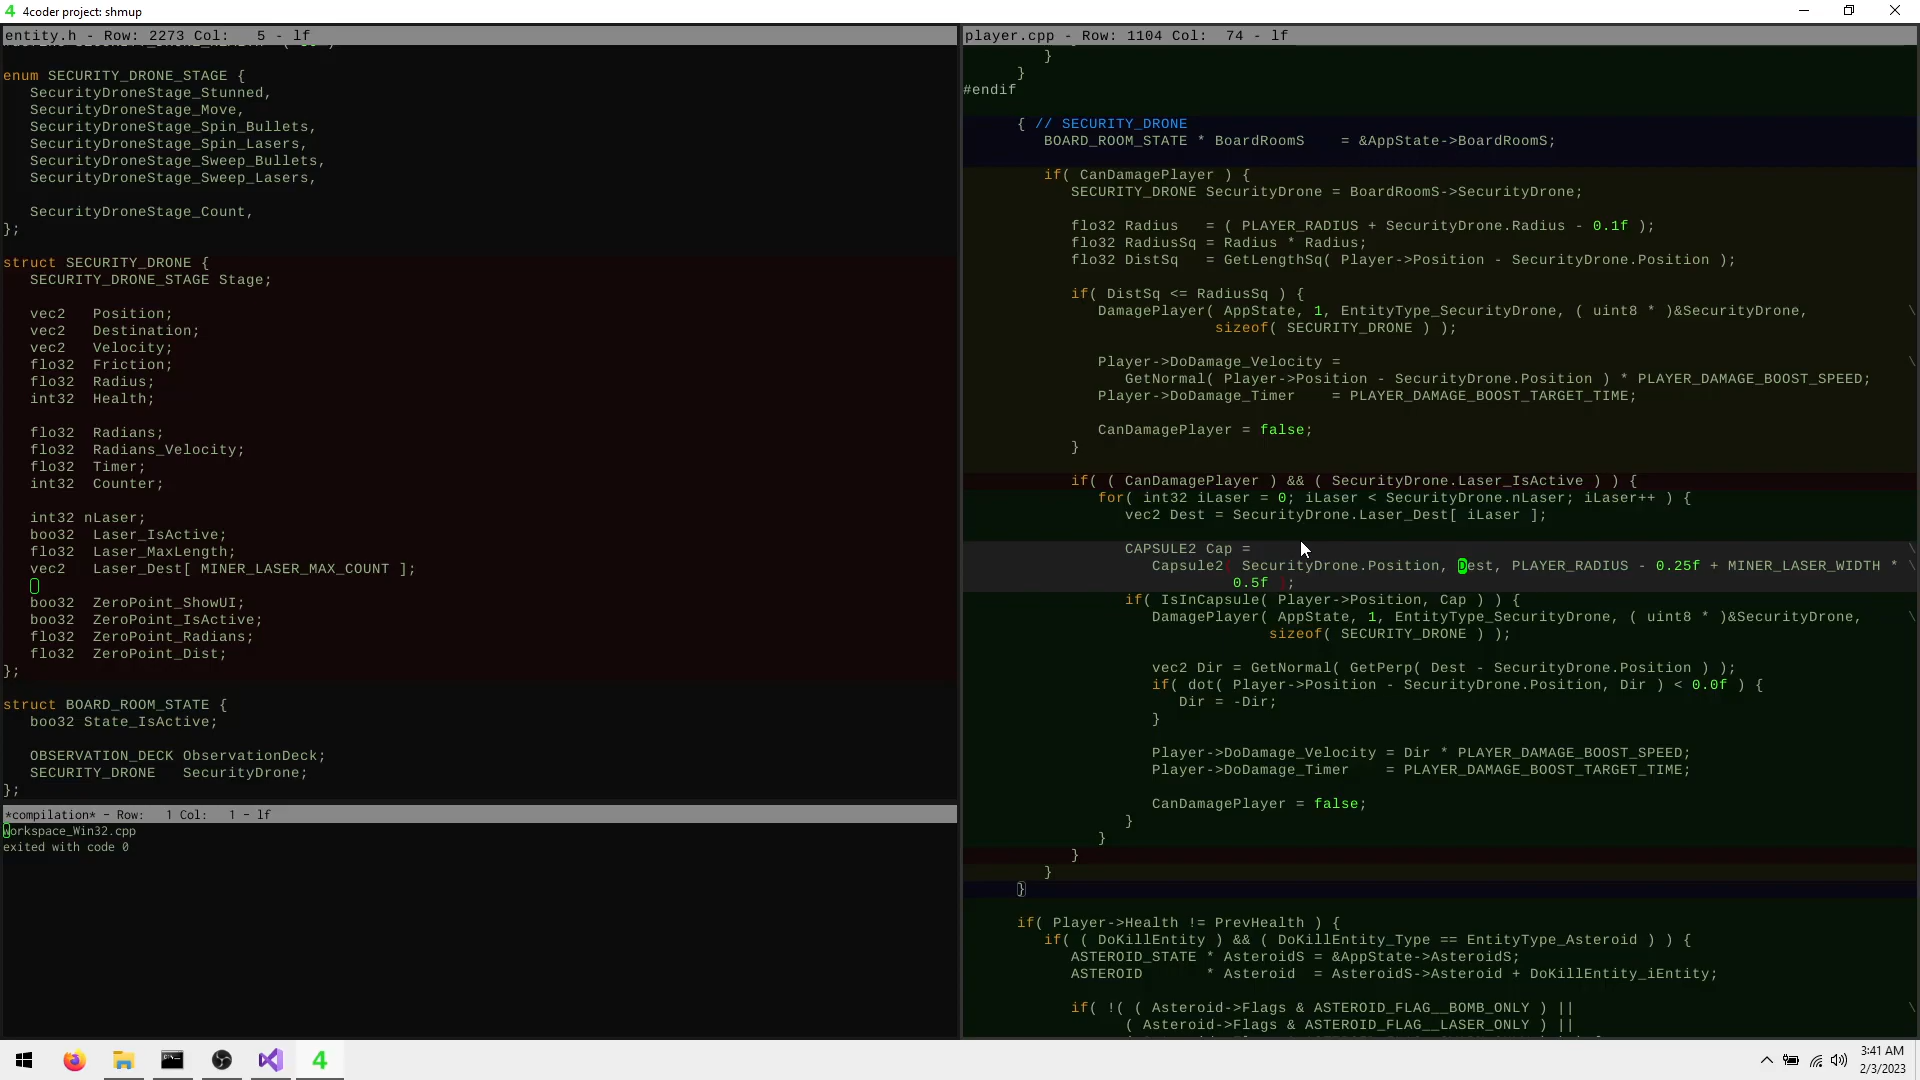 4 4coder project: shmup
entity.h - Row: 2273 Col:   5 - lf
enum SECURITY_DRONE_STAGE {
   SecurityDroneStage_Stunned,
   SecurityDroneStage_Move,
   SecurityDroneStage_Spin_Bullets,
   SecurityDroneStage_Spin_Lasers,
   SecurityDroneStage_Sweep_Bullets,
   SecurityDroneStage_Sweep_Lasers,
   SecurityDroneStage_Count,
};
struct SECURITY_DRONE {
   SECURITY_DRONE_STAGE Stage;
   vec2   Position;
   vec2   Destination;
   vec2   Velocity;
   flo32  Friction;
   flo32  Radius;
   int32  Health;
   flo32  Radians;
   flo32  Radians_Velocity;
   flo32  Timer;
   int32  Counter;
   int32 nLaser;
   boo32  Laser_IsActive;
   flo32  Laser_MaxLength;
   vec2   Laser_Dest[ MINER_LASER_MAX_COUNT ];
   boo32  ZeroPoint_ShowUI;
   boo32  ZeroPoint_IsActive;
   flo32  ZeroPoint_Radians;
   flo32  ZeroPoint_Dist;
};
struct BOARD_ROOM_STATE {
   boo32 State_IsActive;
   OBSERVATION_DECK ObservationDeck;
   SECURITY_DRONE   SecurityDrone;
};
*compilation* - Row:   1 Col:   1 - lf
workspace_Win32.cpp
exited with code 0
player.cpp - Row: 1104 Col:  74 - lf
         }
      }
#endif
      { // SECURITY_DRONE
         BOARD_ROOM_STATE * BoardRoomS    = &AppState->BoardRoomS;
         if( CanDamagePlayer ) {
            SECURITY_DRONE SecurityDrone = BoardRoomS->SecurityDrone;
            flo32 Radius   = ( PLAYER_RADIUS + SecurityDrone.Radius - 0.1f );
            flo32 RadiusSq = Radius * Radius;
            flo32 DistSq   = GetLengthSq( Player->Position - SecurityDrone.Position );
            if( DistSq <= RadiusSq ) {
               DamagePlayer( AppState, 1, EntityType_SecurityDrone, ( uint8 * )&SecurityDrone, \
                            sizeof( SECURITY_DRONE ) );
               Player->DoDamage_Velocity = \
                  GetNormal( Player->Position - SecurityDrone.Position ) * PLAYER_DAMAGE_BOOST_SPEED;
               Player->DoDamage_Timer    = PLAYER_DAMAGE_BOOST_TARGET_TIME;
               CanDamagePlayer = false;
            }
            if( ( CanDamagePlayer ) && ( SecurityDrone.Laser_IsActive ) ) {
               for( int32 iLaser = 0; iLaser < SecurityDrone.nLaser; iLaser++ ) {
                  vec2 Dest = SecurityDrone.Laser_Dest[ iLaser ];
                  CAPSULE2 Cap = \
                     Capsule2( SecurityDrone.Position, Dest, PLAYER_RADIUS - 0.25f + MINER_LASER_WIDTH * \
                              0.5f );
                  if( IsInCapsule( Player->Position, Cap ) ) {
                     DamagePlayer( AppState, 1, EntityType_SecurityDrone, ( uint8 * )&SecurityDrone, \
                                  sizeof( SECURITY_DRONE ) );
                     vec2 Dir = GetNormal( GetPerp( Dest - SecurityDrone.Position ) );
                     if( dot( Player->Position - SecurityDrone.Position, Dir ) < 0.0f ) {
                        Dir = -Dir;
                     }
                     Player->DoDamage_Velocity = Dir * PLAYER_DAMAGE_BOOST_SPEED;
                     Player->DoDamage_Timer    = PLAYER_DAMAGE_BOOST_TARGET_TIME;
                     CanDamagePlayer = false;
                  }
               }
            }
         }
      }
      if( Player->Health != PrevHealth ) {
         if( ( DoKillEntity ) && ( DoKillEntity_Type == EntityType_Asteroid ) ) {
            ASTEROID_STATE * AsteroidS = &AppState->AsteroidS;
            ASTEROID       * Asteroid  = AsteroidS->Asteroid + DoKillEntity_iEntity;
            if( !( ( Asteroid->Flags & ASTEROID_FLAG__BOMB_ONLY ) || \
                  ( Asteroid->Flags & ASTEROID_FLAG__LASER_ONLY ) ||
4
3:41 AM
2/3/2023